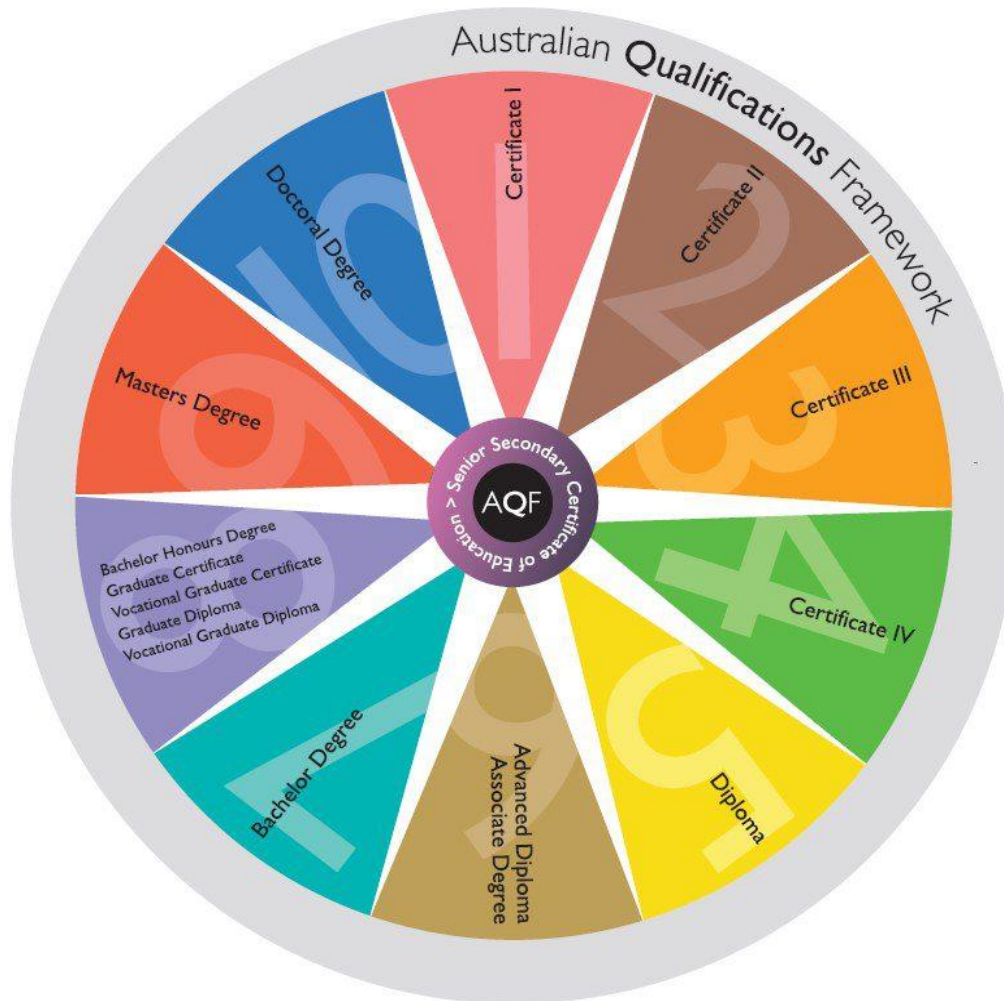 Australian Qualifications Framework
1
Certificate I
2
Certificate II
3
Certificate III
4
Certificate IV
5
Diploma
6
Advanced Diploma
Associate Degree
7
Bachelor Degree
8
Bachelor Honours Degree
Graduate Certificate
Vocational Graduate Certificate
Graduate Diploma
Vocational Graduate Diploma
9
Masters Degree
10
Doctoral Degree
Senior Secondary Certificate of Education >
AQF